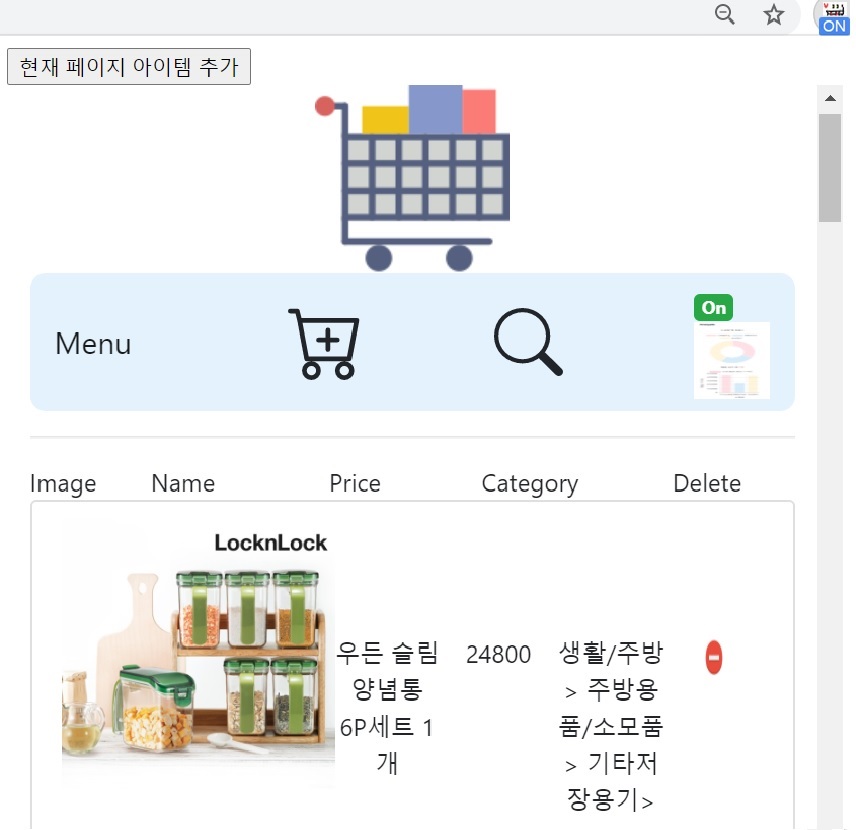 ON
현재 페이지 아이템 추가
Menu
On
Image Name Price Category Delete
LocknLock
우든 슬림 24800 생활/주방
양념통 > 주방용
6P세트 1 품/소모품
개 > 기타저
장용기>